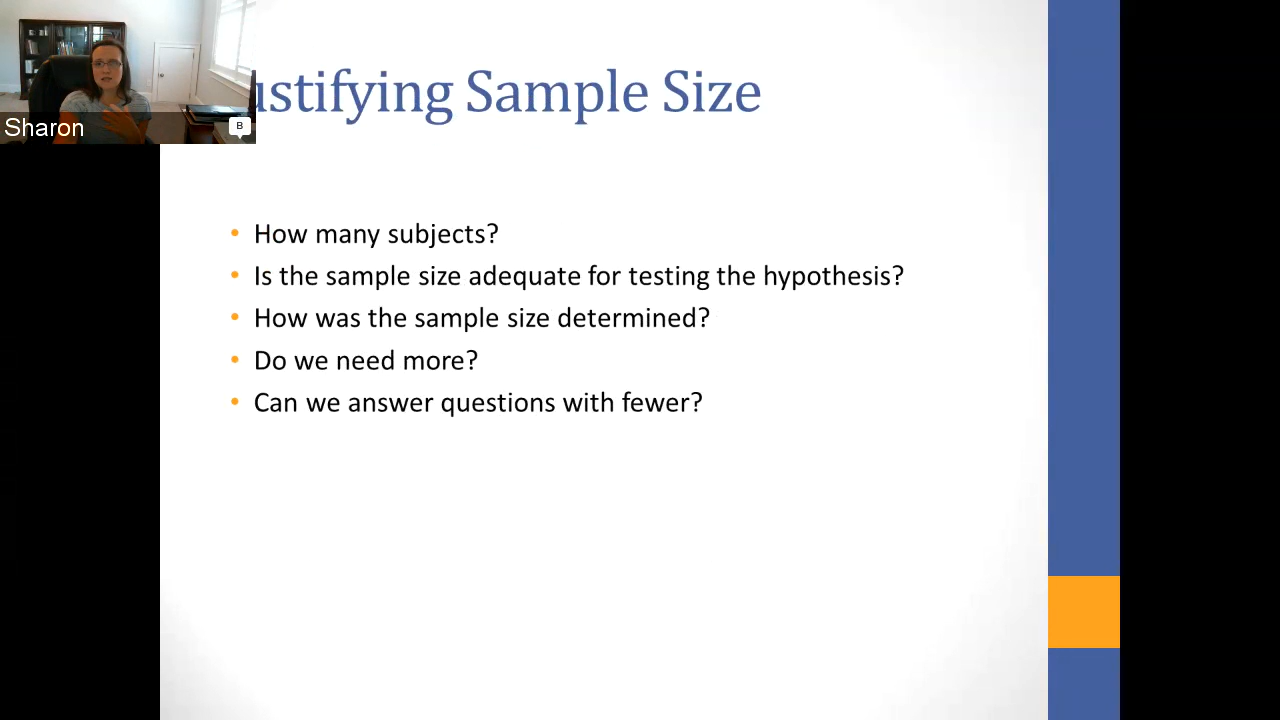 ustifying Sample Size
Sharon
B
• How many subjects?
• Is the sample size adequate for testing the hypothesis?
• How was the sample size determined?
• Do we need more?
• Can we answer questions with fewer?